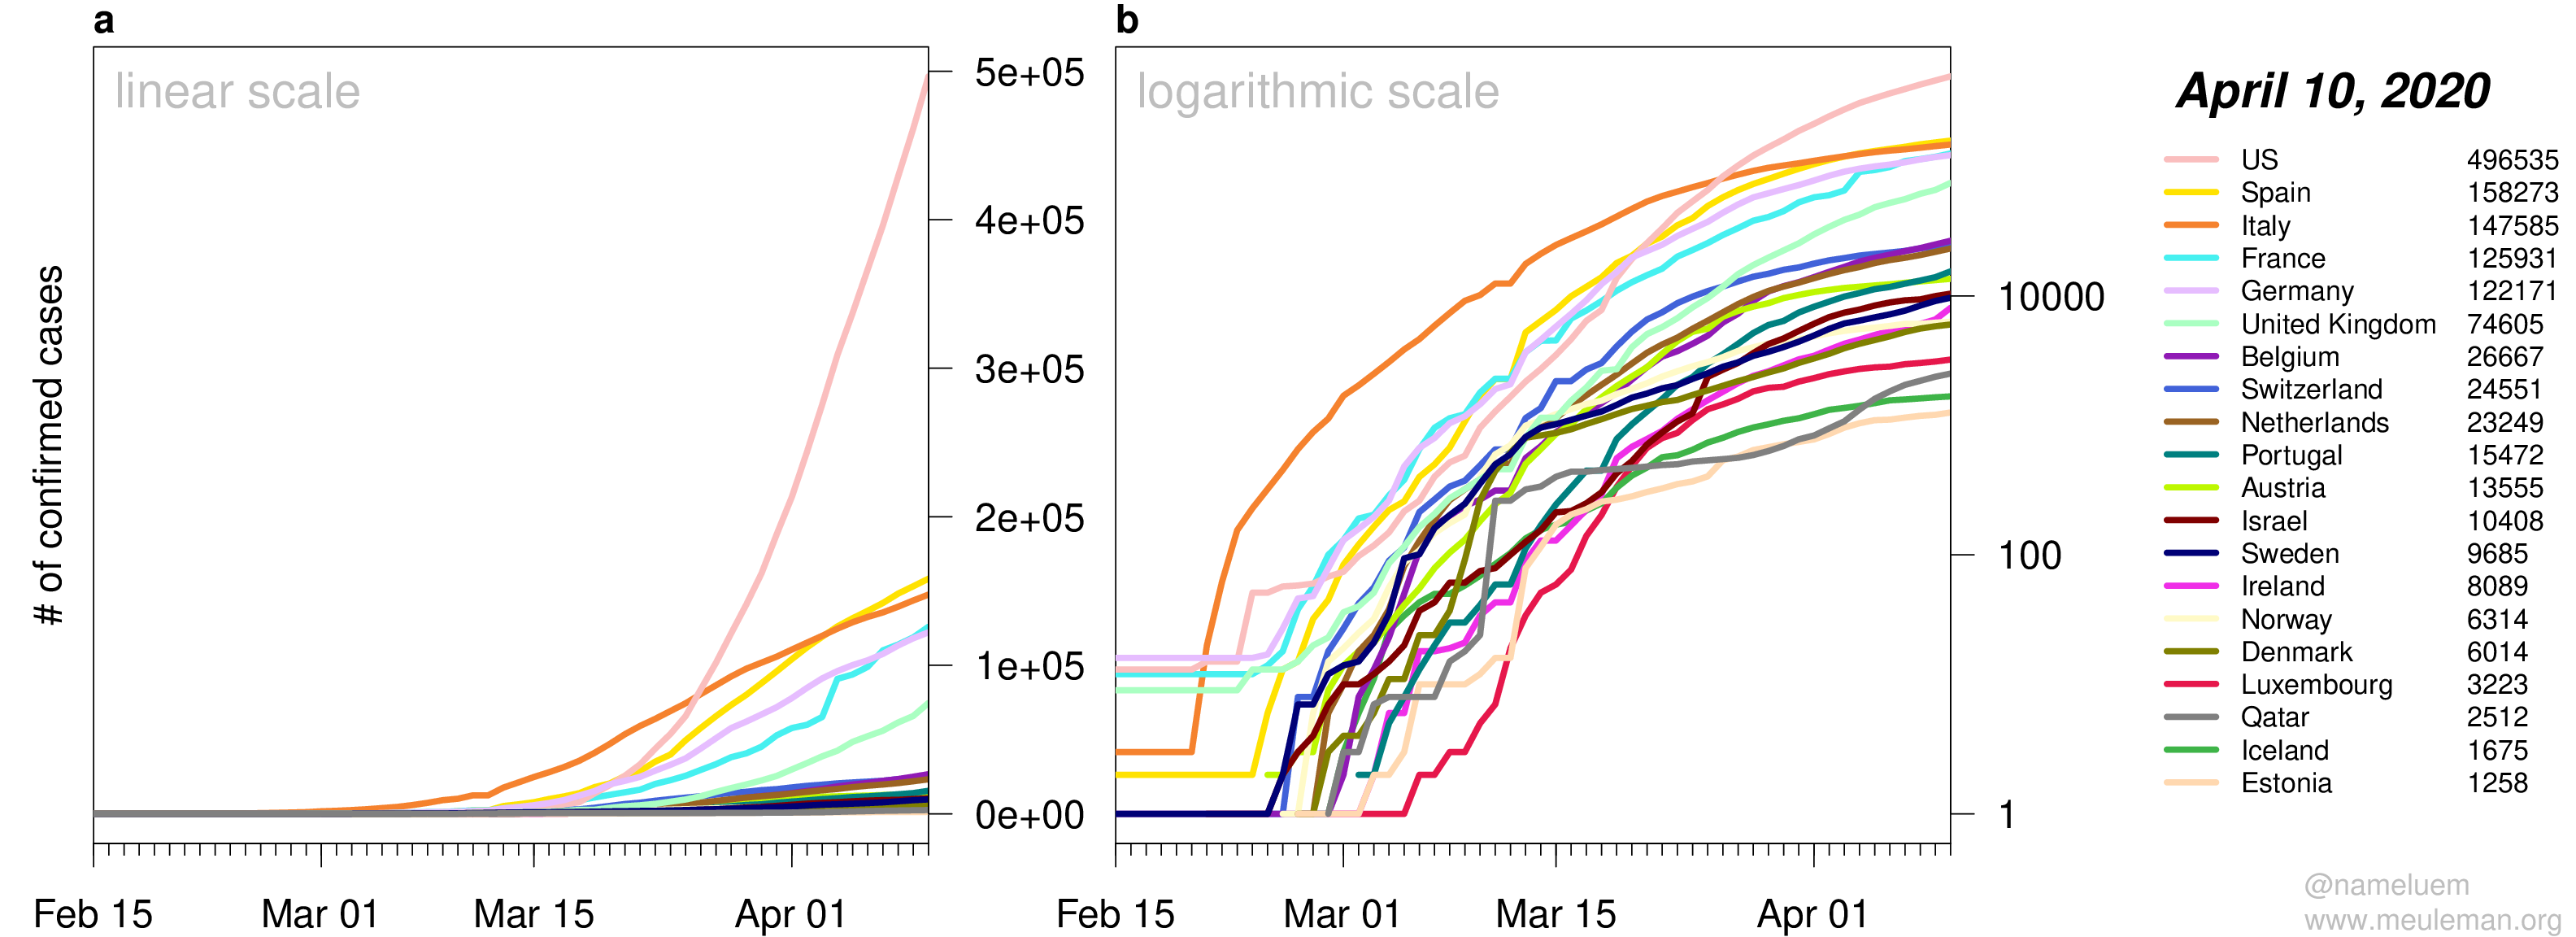 a
linear scale
# of confirmed cases
5e+05
4e+05
3e+05
2e+05
1e+05
0e+00
Feb 15
Mar 01
Mar 15
Apr 01
b
logarithmic scale
10000
100
1
Feb 15
Mar 01
Mar 15
Apr 01
April 10, 2020
US 496535
Spain 158273
Italy 147585
France 125931
Germany 122171
United Kingdom 74605
Belgium 26667
Switzerland 24551
Netherlands 23249
Portugal 15472
Austria 13555
Israel 10408
Sweden 9685
Ireland 8089
Norway 6314
Denmark 6014
Luxembourg 3223
Qatar 2512
Iceland 1675
Estonia 1258
@nameluem
www.meuleman.org